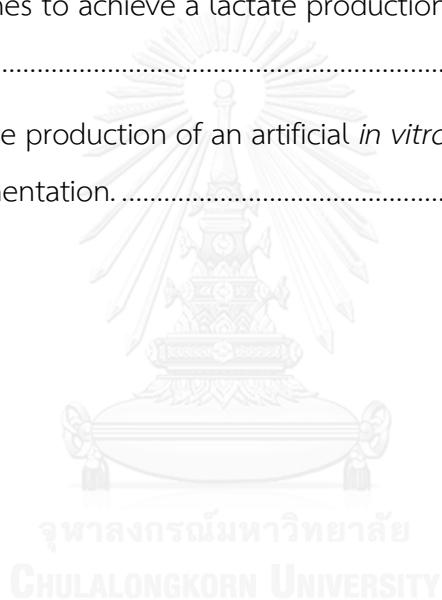 nes to achieve a lactate production
........................................................
e production of an artificial in vitro
nentation. ........................................
จุฬาลงกรณ์มหาวิทยาลัย
CHULALONGKORN UNIVERSITY